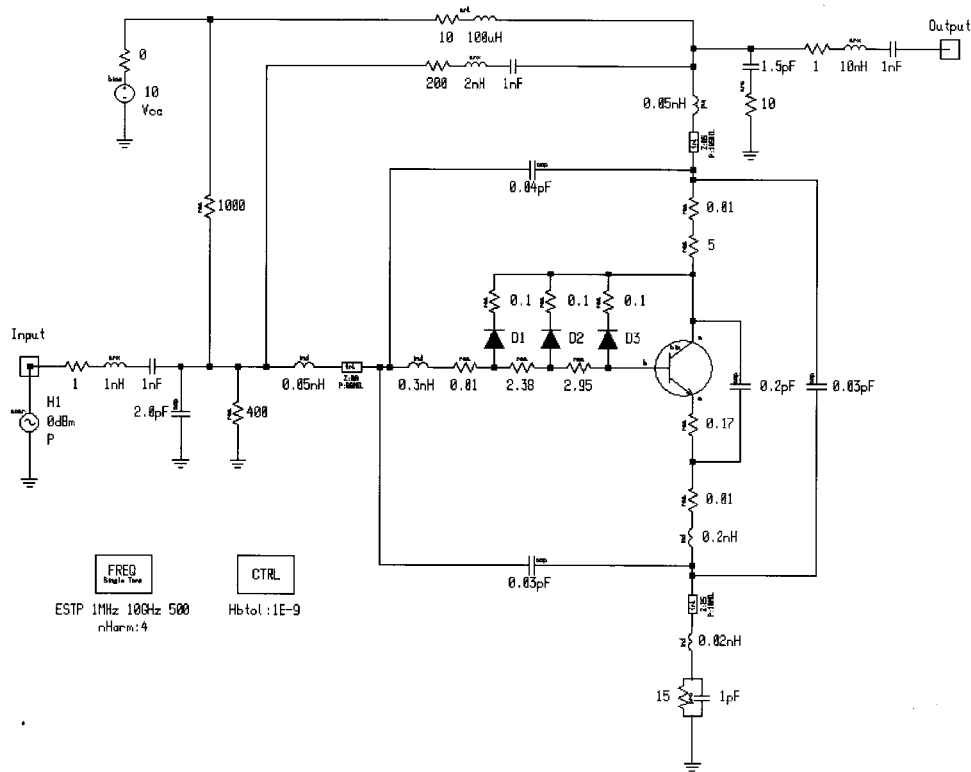 10 100uH
Output
0
200 2nH 1nF
1.5pF
1 10nH 1nF
10
Vcc
0.05nH
10
0.04pF
1000
0.01
5
0.1 0.1 0.1
Input
D1 D2 D3
1 1nH 1nF
0.05nH
0.3nH 0.01 2.38 2.95
0.2pF 0.03pF
H1
0dBm
P
2.0pF
400
0.17
0.01
0.2nH
FREQ
Single Tone
CTRL
0.03pF
ESTP 1MHz 10GHz 500
nHarm:4
Hbtol:1E-9
0.02nH
15 1pF